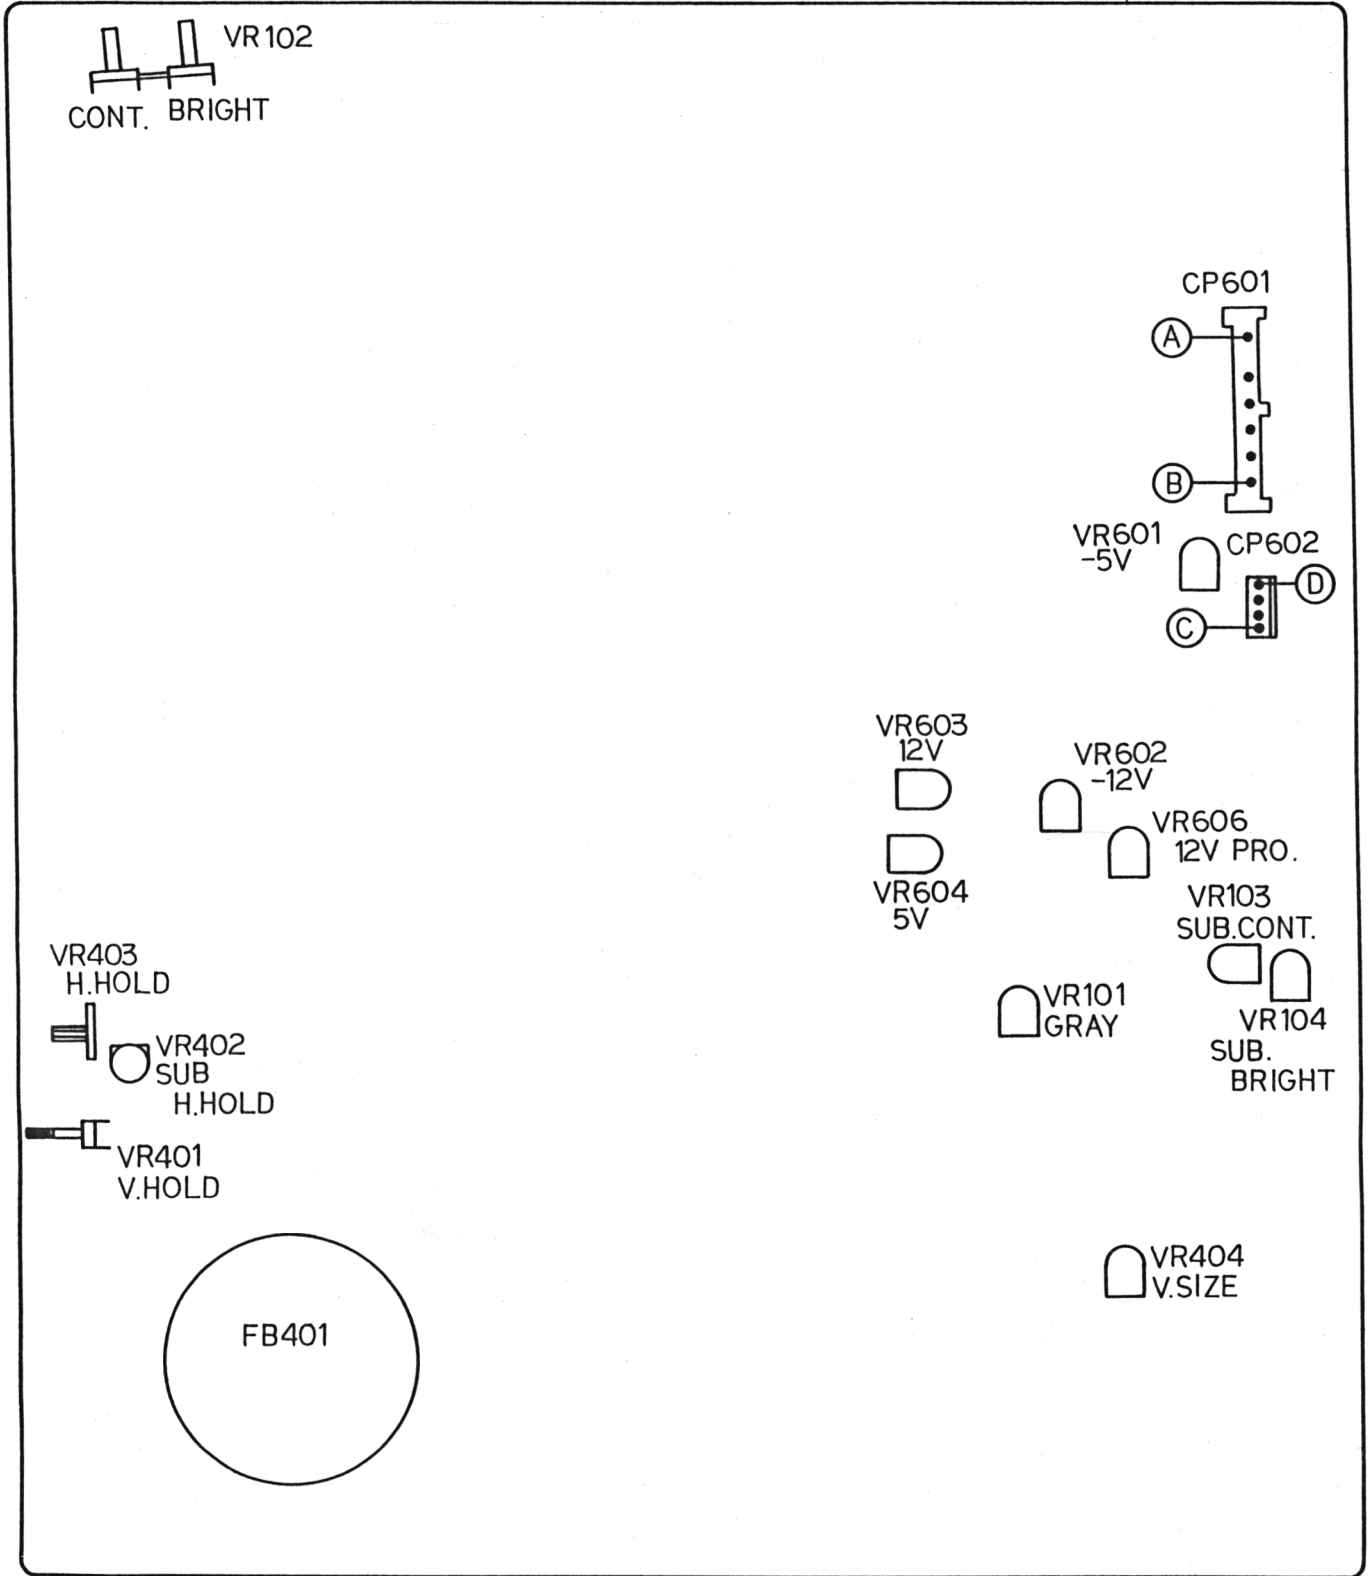 VR102
CONT. BRIGHT
CP601
A
B
VR601
-5V
CP602
D
C
VR603
12V
VR602
-12V
VR606
12V PRO.
VR604
5V
VR103
SUB.CONT.
VR403
H.HOLD
VR101
GRAY
VR104
SUB.
BRIGHT
VR402
SUB
H.HOLD
VR401
V.HOLD
VR404
V.SIZE
FB401